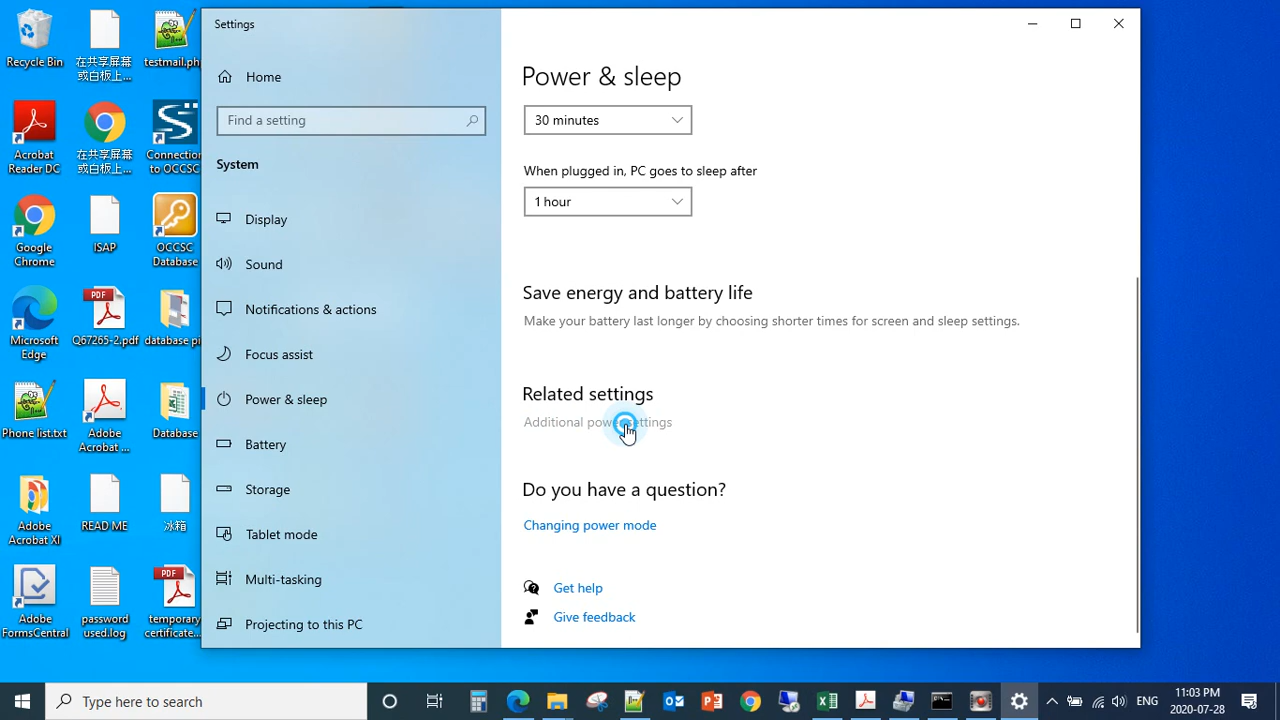 Settings
Home
Find a setting
System
Display
Sound
Notifications & actions
Focus assist
Power & sleep
Battery
Storage
Tablet mode
Multi-tasking
Projecting to this PC
Power & sleep
30 minutes
When plugged in, PC goes to sleep after
1 hour
Save energy and battery life
Make your battery last longer by choosing shorter times for screen and sleep settings.
Related settings
Additional power settings
Do you have a question?
Changing power mode
Get help
Give feedback
Recycle Bin
在共享屏幕
或白板上...
testmail.ph
Acrobat
Reader DC
在共享屏幕
或白板上...
Connection
to OCCSC
Google
Chrome
ISAP
OCCSC
Database
Microsoft
Edge
PDF
Q67265-2.pdf
database pi
Phone list.txt
Adobe
Acrobat ...
Database
Adobe
Acrobat XI
READ ME
冰箱
Adobe
FormsCentral
password
used.log
PDF
temporary
certificate...
Type here to search
ENG
11:03 PM
2020-07-28